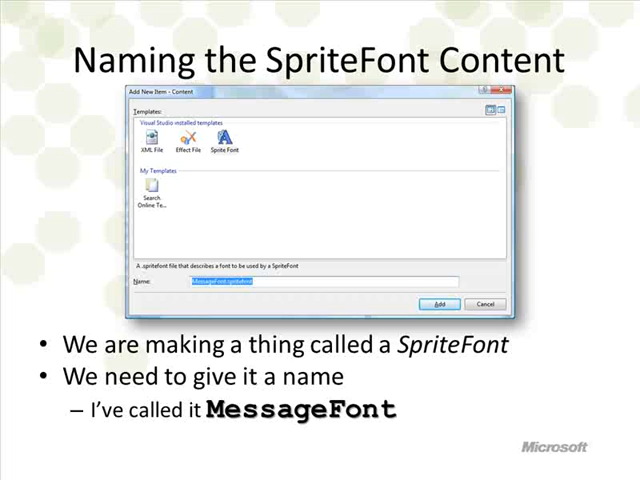 Naming the SpriteFont Content
Add New Item - Content
Templates:
Visual Studio installed templates
XML File Effect File Sprite Font
My Templates
Search
Online Te...
A .spritefont file that describes a font to be used by a SpriteFont
Name: MessageFont.spritefont
Add Cancel
• We are making a thing called a SpriteFont
• We need to give it a name
– I've called it MessageFont
Microsoft